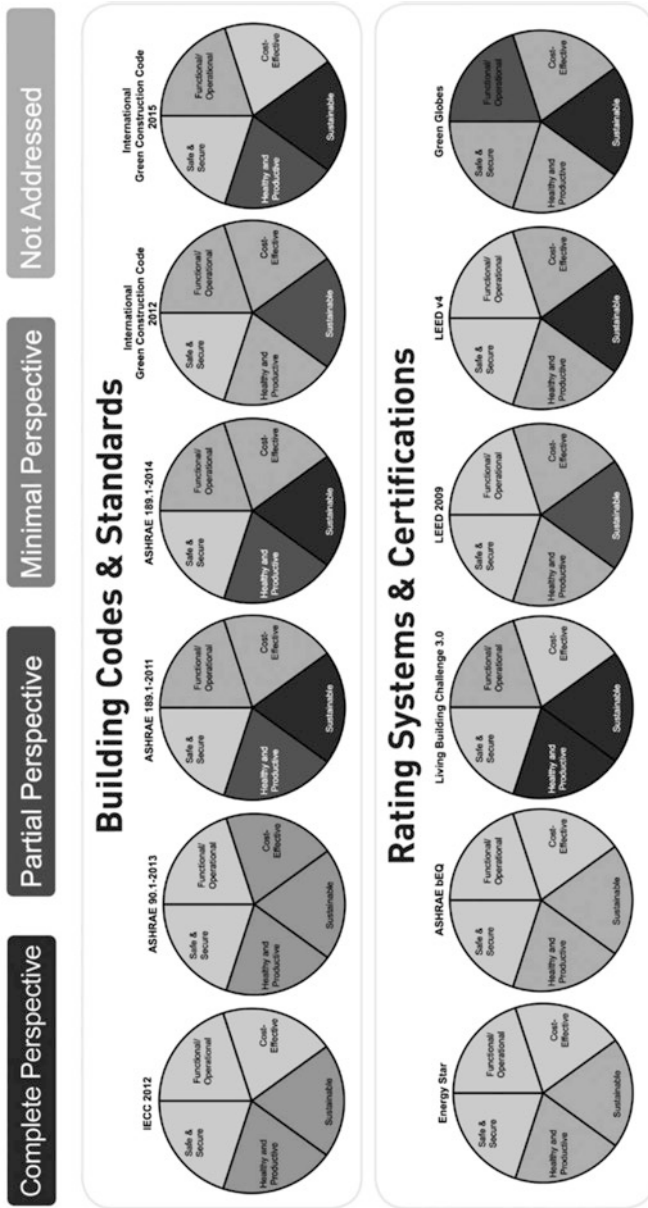 Complete Perspective
Partial Perspective
Minimal Perspective
Not Addressed
Building Codes & Standards
IECC 2012
Safe &
Secure
Functional/
Operational
Cost-
Effective
Sustainable
Healthy and
Productive
ASHRAE 90.1-2013
Safe &
Secure
Functional/
Operational
Cost-
Effective
Sustainable
Healthy and
Productive
ASHRAE 189.1-2011
Safe &
Secure
Functional/
Operational
Cost-
Effective
Sustainable
Healthy and
Productive
ASHRAE 189.1-2014
Safe &
Secure
Functional/
Operational
Cost-
Effective
Sustainable
Healthy and
Productive
International
Green Construction Code
2012
Safe &
Secure
Functional/
Operational
Cost-
Effective
Sustainable
Healthy and
Productive
International
Green Construction Code
2015
Safe &
Secure
Functional/
Operational
Cost-
Effective
Sustainable
Healthy and
Productive
Rating Systems & Certifications
Energy Star
Safe &
Secure
Functional/
Operational
Cost-
Effective
Sustainable
Healthy and
Productive
ASHRAE bEQ
Safe &
Secure
Functional/
Operational
Cost-
Effective
Sustainable
Healthy and
Productive
Living Building Challenge 3.0
Safe &
Secure
Functional/
Operational
Cost-
Effective
Sustainable
Healthy and
Productive
LEED 2009
Safe &
Secure
Functional/
Operational
Cost-
Effective
Sustainable
Healthy and
Productive
LEED v4
Safe &
Secure
Functional/
Operational
Cost-
Effective
Sustainable
Healthy and
Productive
Green Globes
Safe &
Secure
Functional/
Operational
Cost-
Effective
Sustainable
Healthy and
Productive